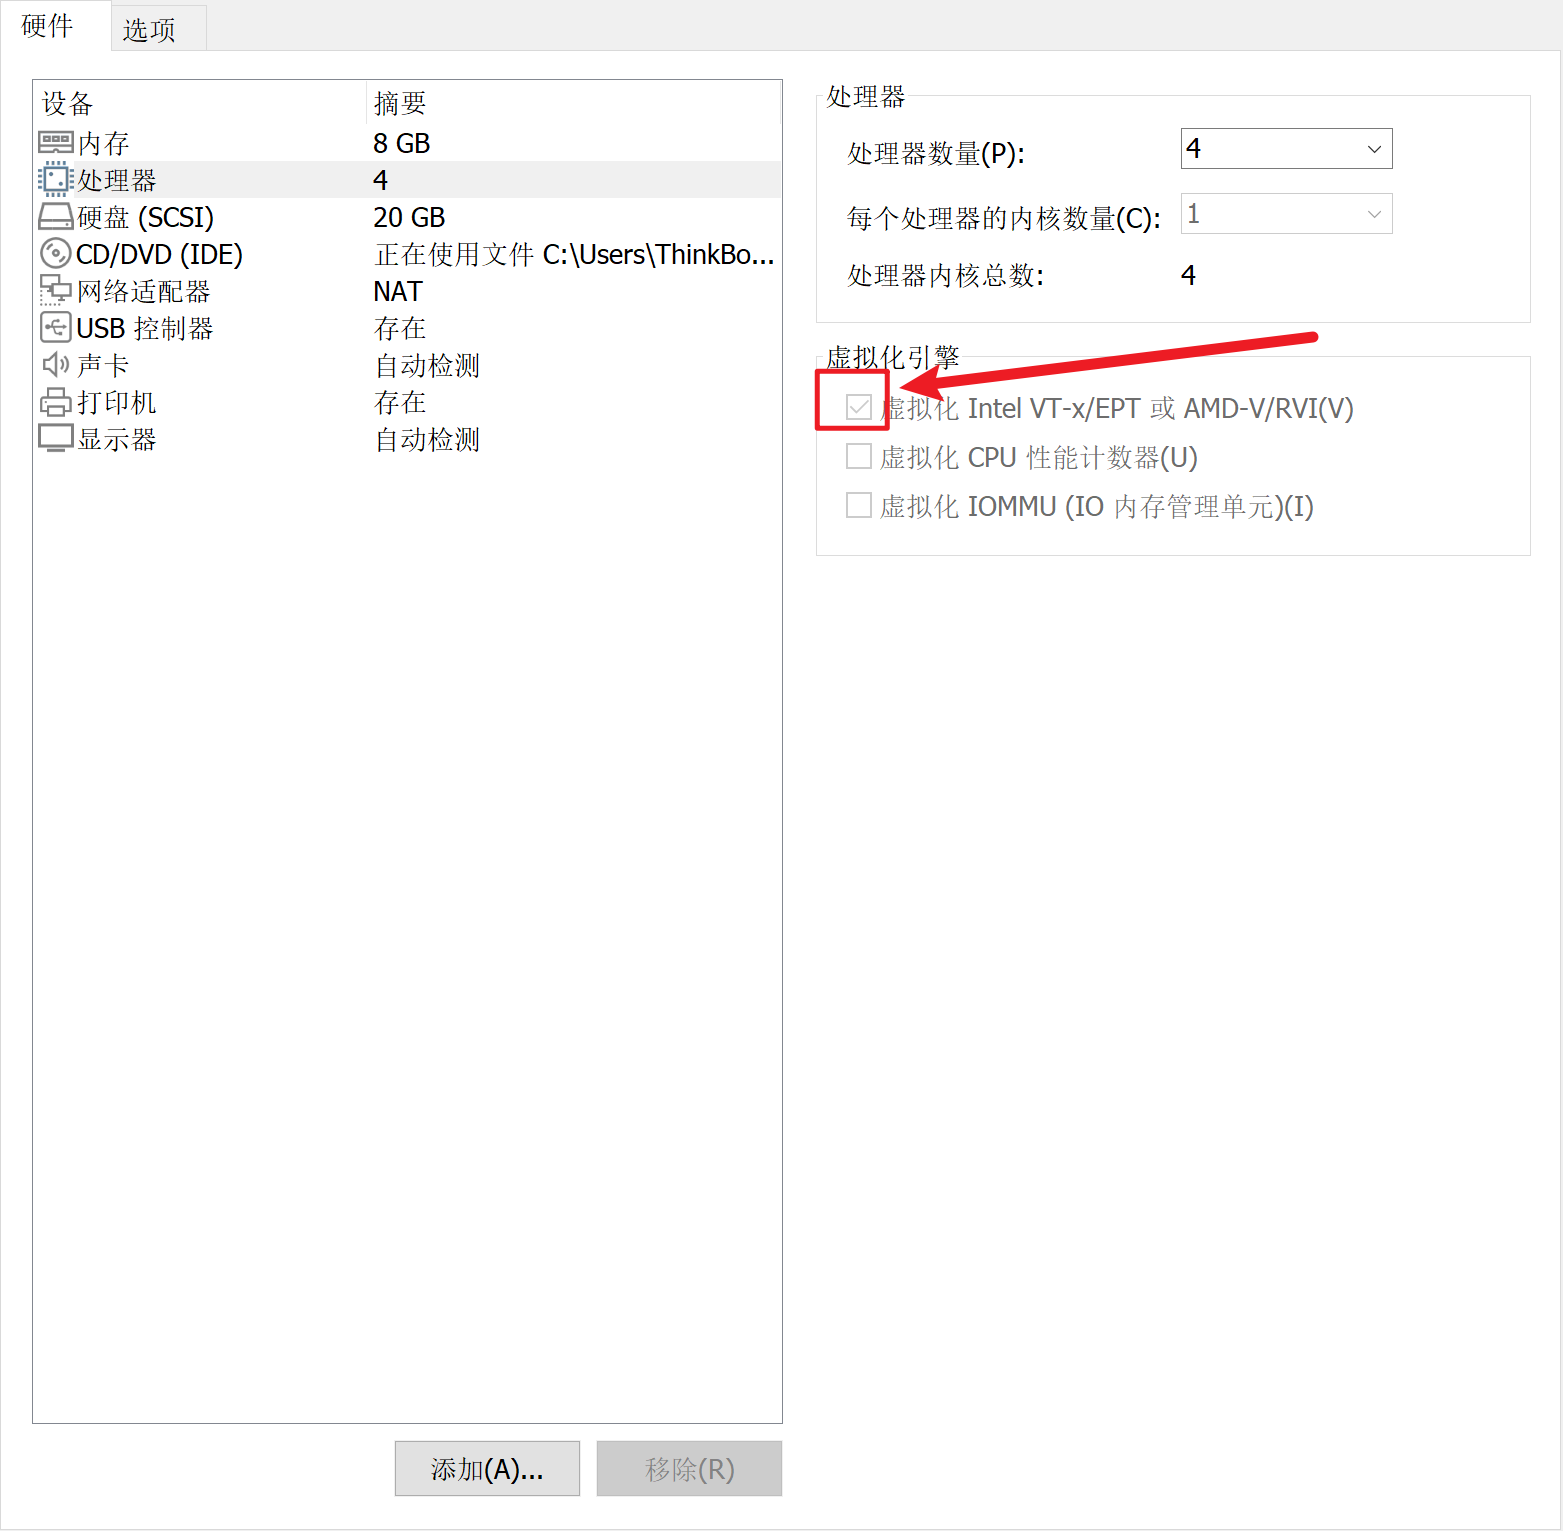 硬件
选项
设备 摘要
内存 8 GB
处理器 4
硬盘 (SCSI) 20 GB
CD/DVD (IDE) 正在使用文件 C:\Users\ThinkBo...
网络适配器 NAT
USB 控制器 存在
声卡 自动检测
打印机 存在
显示器 自动检测
添加(A)...
移除(R)
处理器
处理器数量(P): 4
每个处理器的内核数量(C): 1
处理器内核总数: 4
虚拟化引擎
虚拟化 Intel VT-x/EPT 或 AMD-V/RVI(V)
虚拟化 CPU 性能计数器(U)
虚拟化 IOMMU (IO 内存管理单元)(I)